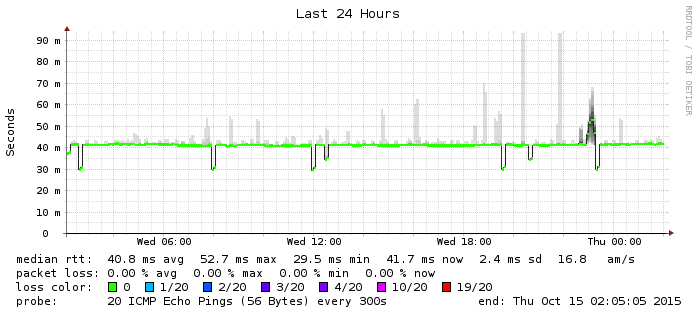 Last 24 Hours
RRDTOOL / TOBI OETIKER
Seconds
90 m
80 m
70 m
60 m
50 m
40 m
30 m
20 m
10 m
0
Wed 06:00 Wed 12:00 Wed 18:00 Thu 00:00
median rtt: 40.8 ms avg 52.7 ms max 29.5 ms min 41.7 ms now 2.4 ms sd 16.8 am/s
packet loss: 0.00 % avg 0.00 % max 0.00 % min 0.00 % now
loss color: 0 1/20 2/20 3/20 4/20 10/20 19/20
probe: 20 ICMP Echo Pings (56 Bytes) every 300s end: Thu Oct 15 02:05:05 2015